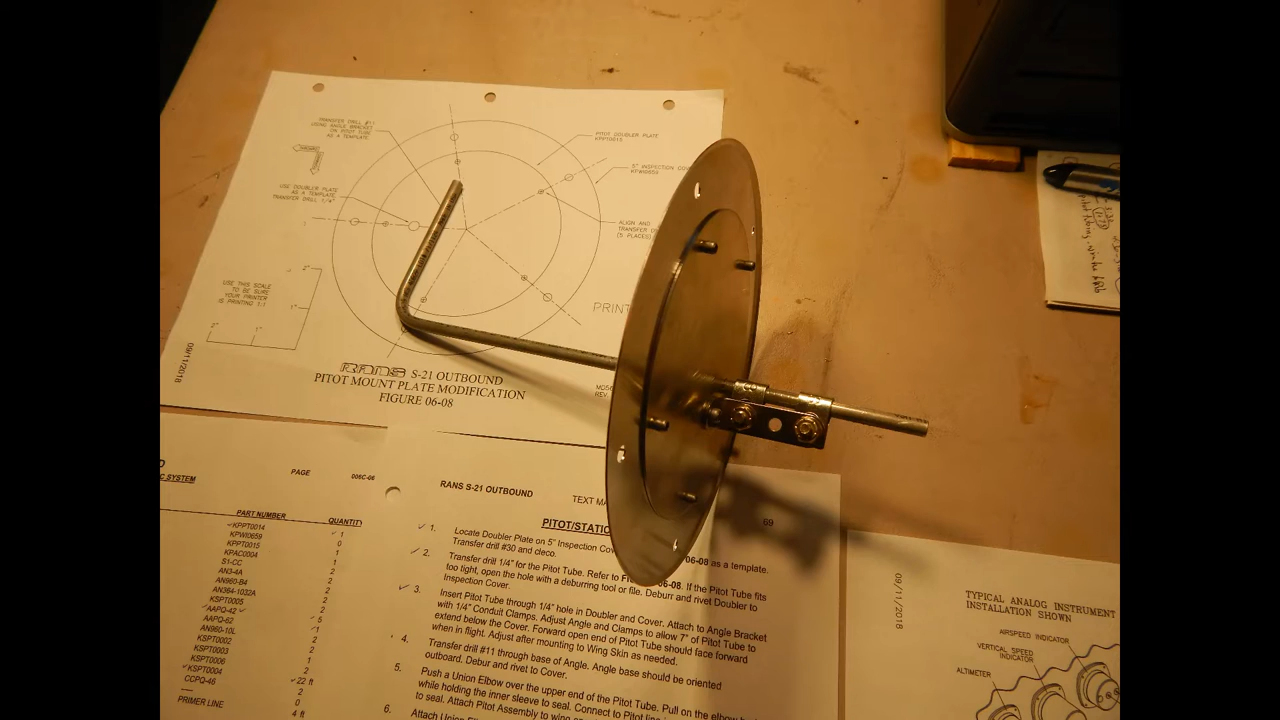 TRANSFER DRILL #11
USING ANGLE BRACKET
ON PITOT TUBE
AS A TEMPLATE
PITOT DOUBLER PLATE
KPPT0015
5" INSPECTION
KPWI0659
USE DOUBLER PLATE
AS A TEMPLATE,
TRANSFER DRILL 1/4"
ALIGN AND
TRANSFER
(5 PLACES)
USE THIS SCALE
TO BE SURE
YOUR PRINTER
IS PRINTING 1:1
2"
1"
2"
1"
PRINT
09/11/2018
RANS S-21 OUTBOUND
PITOT MOUNT PLATE MODIFICATION
FIGURE 06-08
REV
PAGE
006C-06
C SYSTEM
PART NUMBER
QUANTITY
KPPT0014
1
KPWI0659
0
KPPT0015
1
KPAC0004
1
S1-CC
2
AN3-4A
2
AN960-B4
2
AN364-1032A
2
KSPT0005
2
AAPQ-42
5
AAPQ-62
1
AN960-10L
2
KSPT0002
2
KSPT0003
1
KSPT0006
2
KSPT0004
22 ft
CCPQ-46
2
0
PRIMER LINE
4 ft
RANS S-21 OUTBOUND
TEXT MA
69
PITOT/STATIC
1.
Locate Doubler Plate on 5" Inspection Cov 06-08 as a template.
Transfer drill #30 and cleco.
2.
Transfer drill 1/4" for the Pitot Tube. Refer to F 06-08. If the Pitot Tube fits
too tight, open the hole with a deburring tool or file. Deburr and rivet Doubler to
Inspection Cover.
3.
Insert Pitot Tube through 1/4" hole in Doubler and Cover. Attach to Angle Bracket
with 1/4" Conduit Clamps. Adjust Angle and Clamps to allow 7" of Pitot Tube to
extend below the Cover. Forward open end of Pitot Tube should face forward
when in flight. Adjust after mounting to Wing Skin as needed.
4.
Transfer drill #11 through base of Angle. Angle base should be oriented
outboard. Debur and rivet to Cover.
5.
Push a Union Elbow over the upper end of the Pitot Tube. Pull on the elbow
while holding the inner sleeve to seal. Connect to Pitot
to seal. Attach Pitot Assembly to wing
6.
Attach Union
09/11/2018
TYPICAL ANALOG INSTRUMENT
INSTALLATION SHOWN
AIRSPEED INDICATOR
VERTICAL SPEED
INDICATOR
ALTIMETER